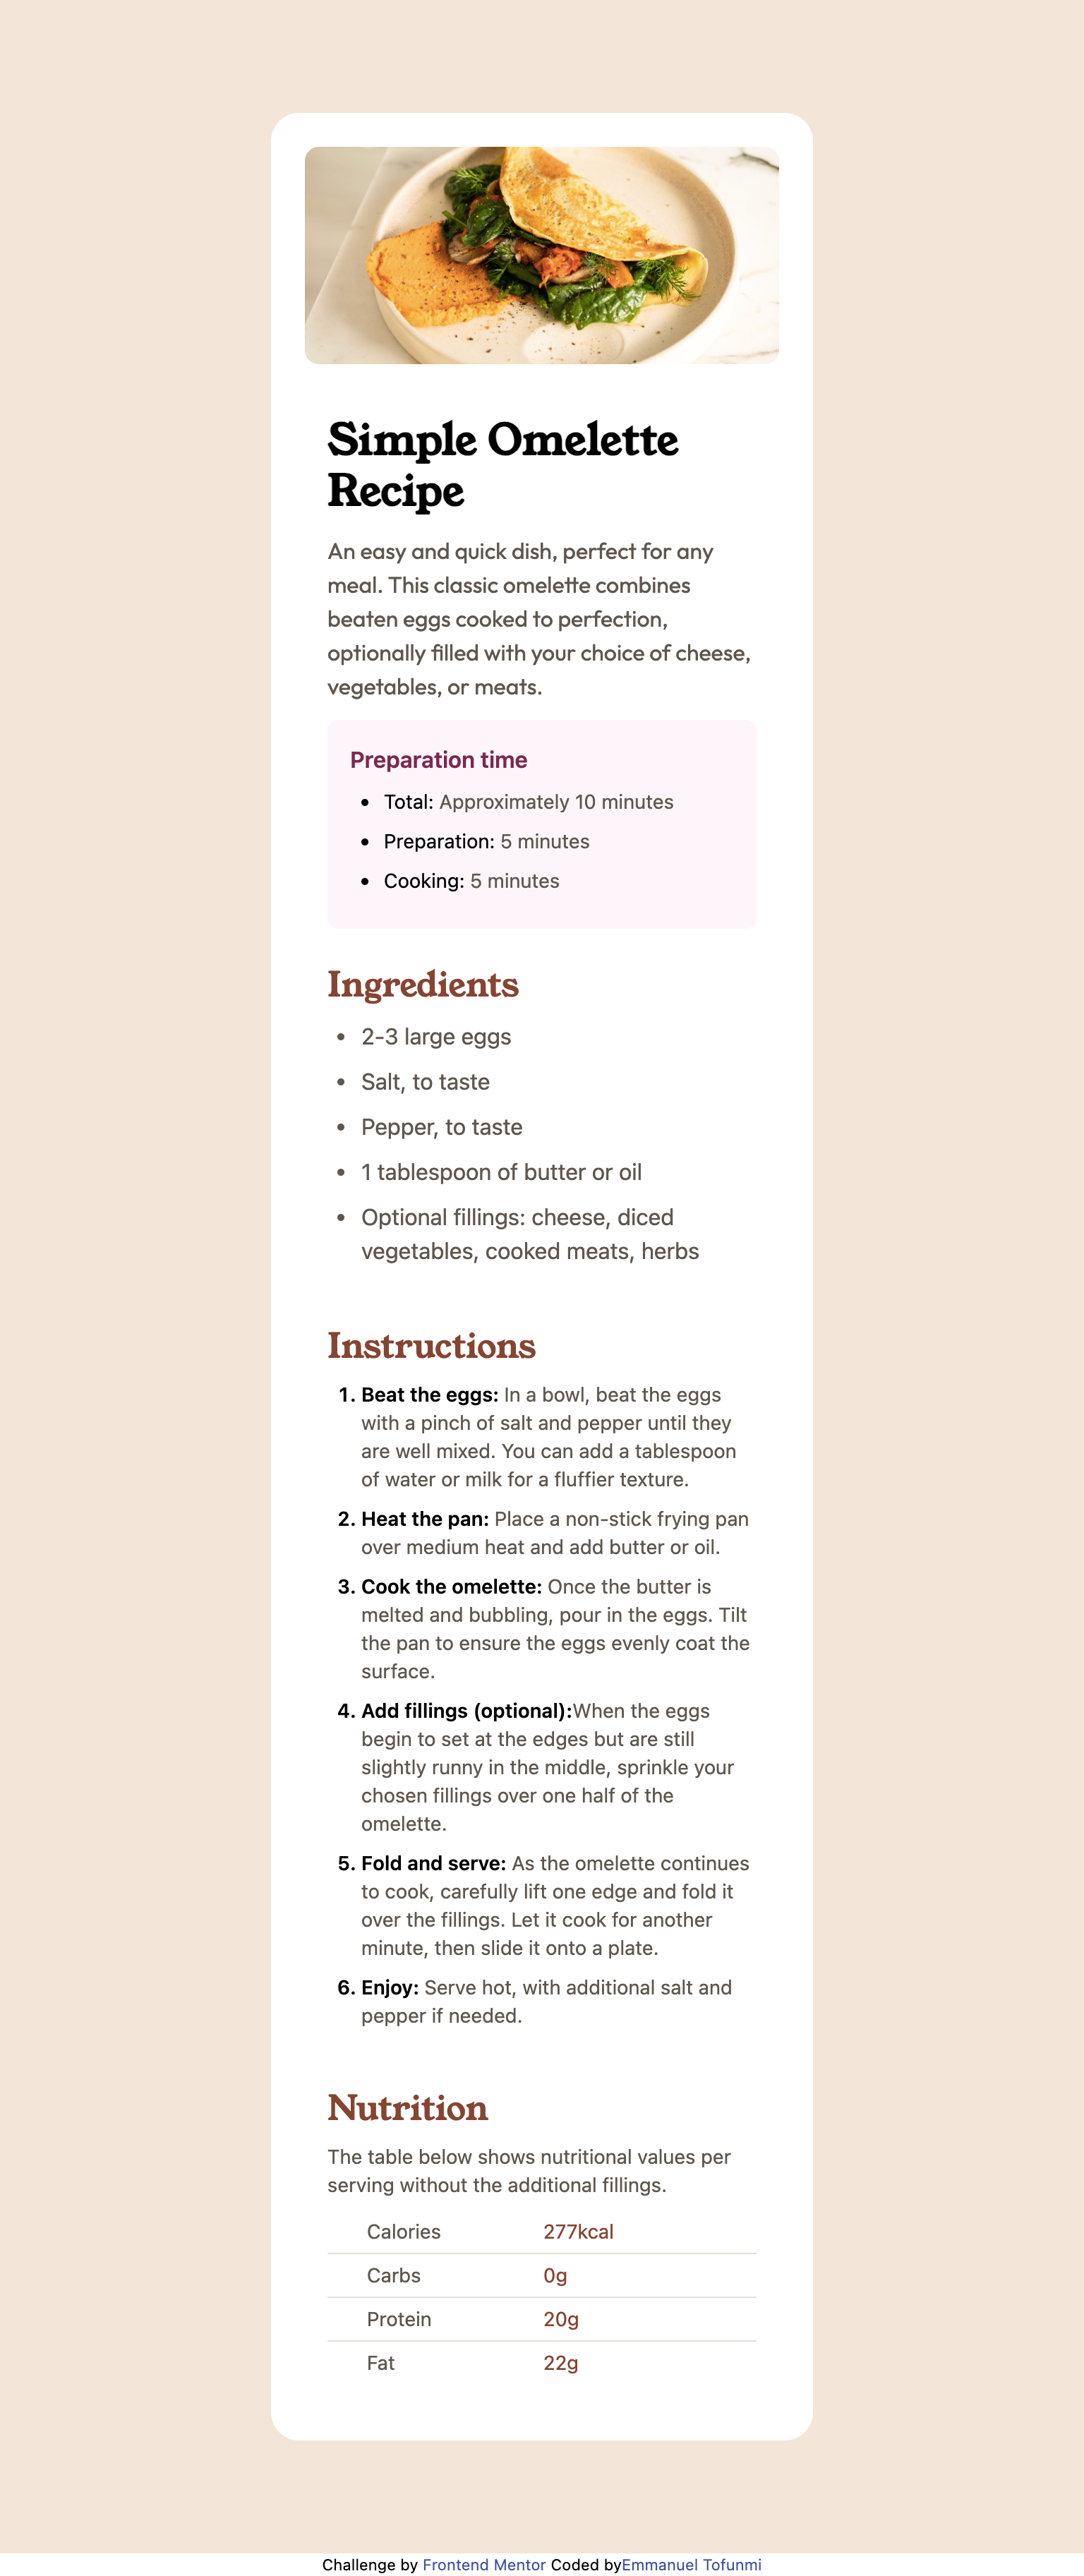 Simple Omelette
Recipe
An easy and quick dish, perfect for any
meal. This classic omelette combines
beaten eggs cooked to perfection,
optionally filled with your choice of cheese,
vegetables, or meats.
Preparation time
• Total: Approximately 10 minutes
• Preparation: 5 minutes
• Cooking: 5 minutes
Ingredients
• 2-3 large eggs
• Salt, to taste
• Pepper, to taste
• 1 tablespoon of butter or oil
• Optional fillings: cheese, diced
vegetables, cooked meats, herbs
Instructions
1. Beat the eggs: In a bowl, beat the eggs
with a pinch of salt and pepper until they
are well mixed. You can add a tablespoon
of water or milk for a fluffier texture.
2. Heat the pan: Place a non-stick frying pan
over medium heat and add butter or oil.
3. Cook the omelette: Once the butter is
melted and bubbling, pour in the eggs. Tilt
the pan to ensure the eggs evenly coat the
surface.
4. Add fillings (optional):When the eggs
begin to set at the edges but are still
slightly runny in the middle, sprinkle your
chosen fillings over one half of the
omelette.
5. Fold and serve: As the omelette continues
to cook, carefully lift one edge and fold it
over the fillings. Let it cook for another
minute, then slide it onto a plate.
6. Enjoy: Serve hot, with additional salt and
pepper if needed.
Nutrition
The table below shows nutritional values per
serving without the additional fillings.
Calories 277kcal
Carbs 0g
Protein 20g
Fat 22g
Challenge by Frontend Mentor Coded byEmmanuel Tofunmi